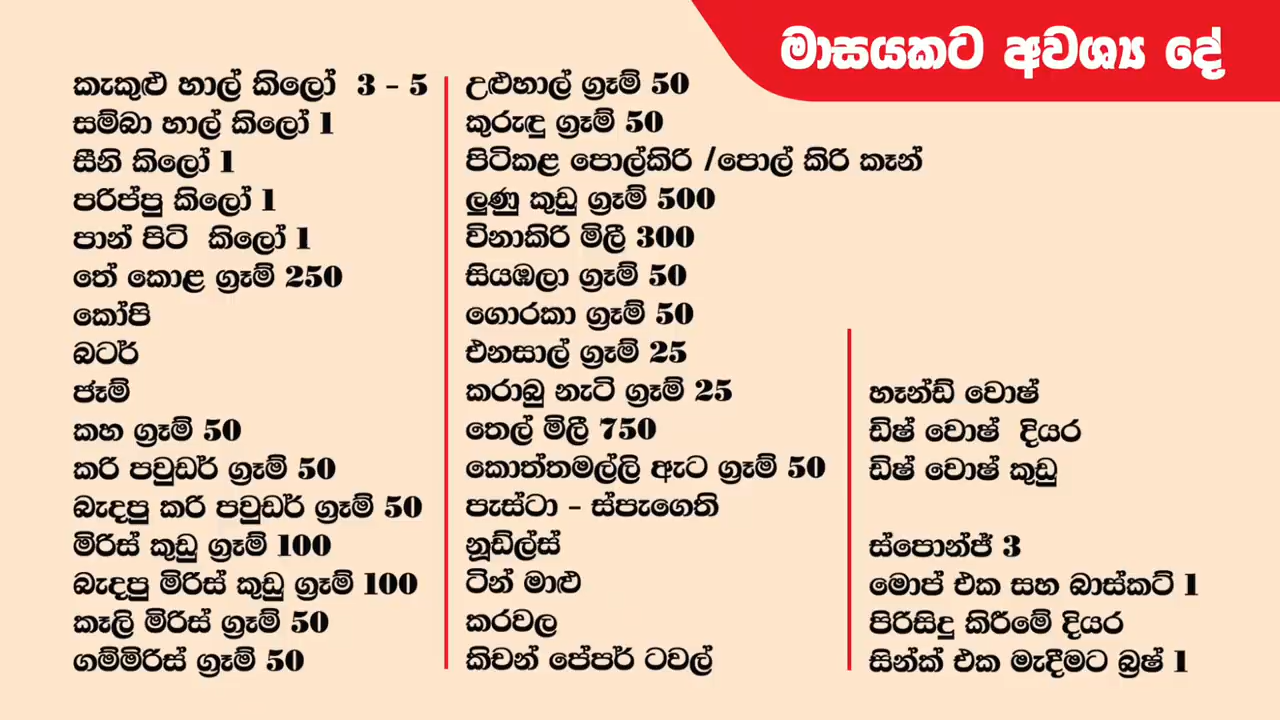 මාසයකට අවශ්‍ය දේ
කැකුළු හාල් කිලෝ 3 - 5
සම්බා හාල් කිලෝ 1
සීනි කිලෝ 1
පරිප්පු කිලෝ 1
පාන් පිටි කිලෝ 1
තේ කොළ ග්‍රෑම් 250
කෝපි
බටර්
ජෑම්
කහ ග්‍රෑම් 50
කරි පවුඩර් ග්‍රෑම් 50
බැදපු කරි පවුඩර් ග්‍රෑම් 50
මිරිස් කුඩු ග්‍රෑම් 100
බැදපු මිරිස් කුඩු ග්‍රෑම් 100
කෑලි මිරිස් ග්‍රෑම් 50
ගම්මිරිස් ග්‍රෑම් 50
උළුහාල් ග්‍රෑම් 50
කුරුඳු ග්‍රෑම් 50
පිටිකළ පොල්කිරි /පොල් කිරි කෑන්
ලුණු කුඩු ග්‍රෑම් 500
විනාකිරි මිලී 300
සියඹලා ග්‍රෑම් 50
ගොරකා ග්‍රෑම් 50
එනසාල් ග්‍රෑම් 25
කරාබු නැටි ග්‍රෑම් 25
තෙල් මිලී 750
කොත්තමල්ලි ඇට ග්‍රෑම් 50
පැස්ටා - ස්පැගෙති
නූඩ්ල්ස්
ටින් මාළු
කරවල
කිචන් පේපර් ටවල්
හෑන්ඩ් වොෂ්
ඩිෂ් වොෂ් දියර
ඩිෂ් වොෂ් කුඩු
ස්පොන්ජ් 3
මොප් එක සහ බාස්කට් 1
පිරිසිදු කිරීමේ දියර
සින්ක් එක මැදීමට බ්‍රෂ් 1